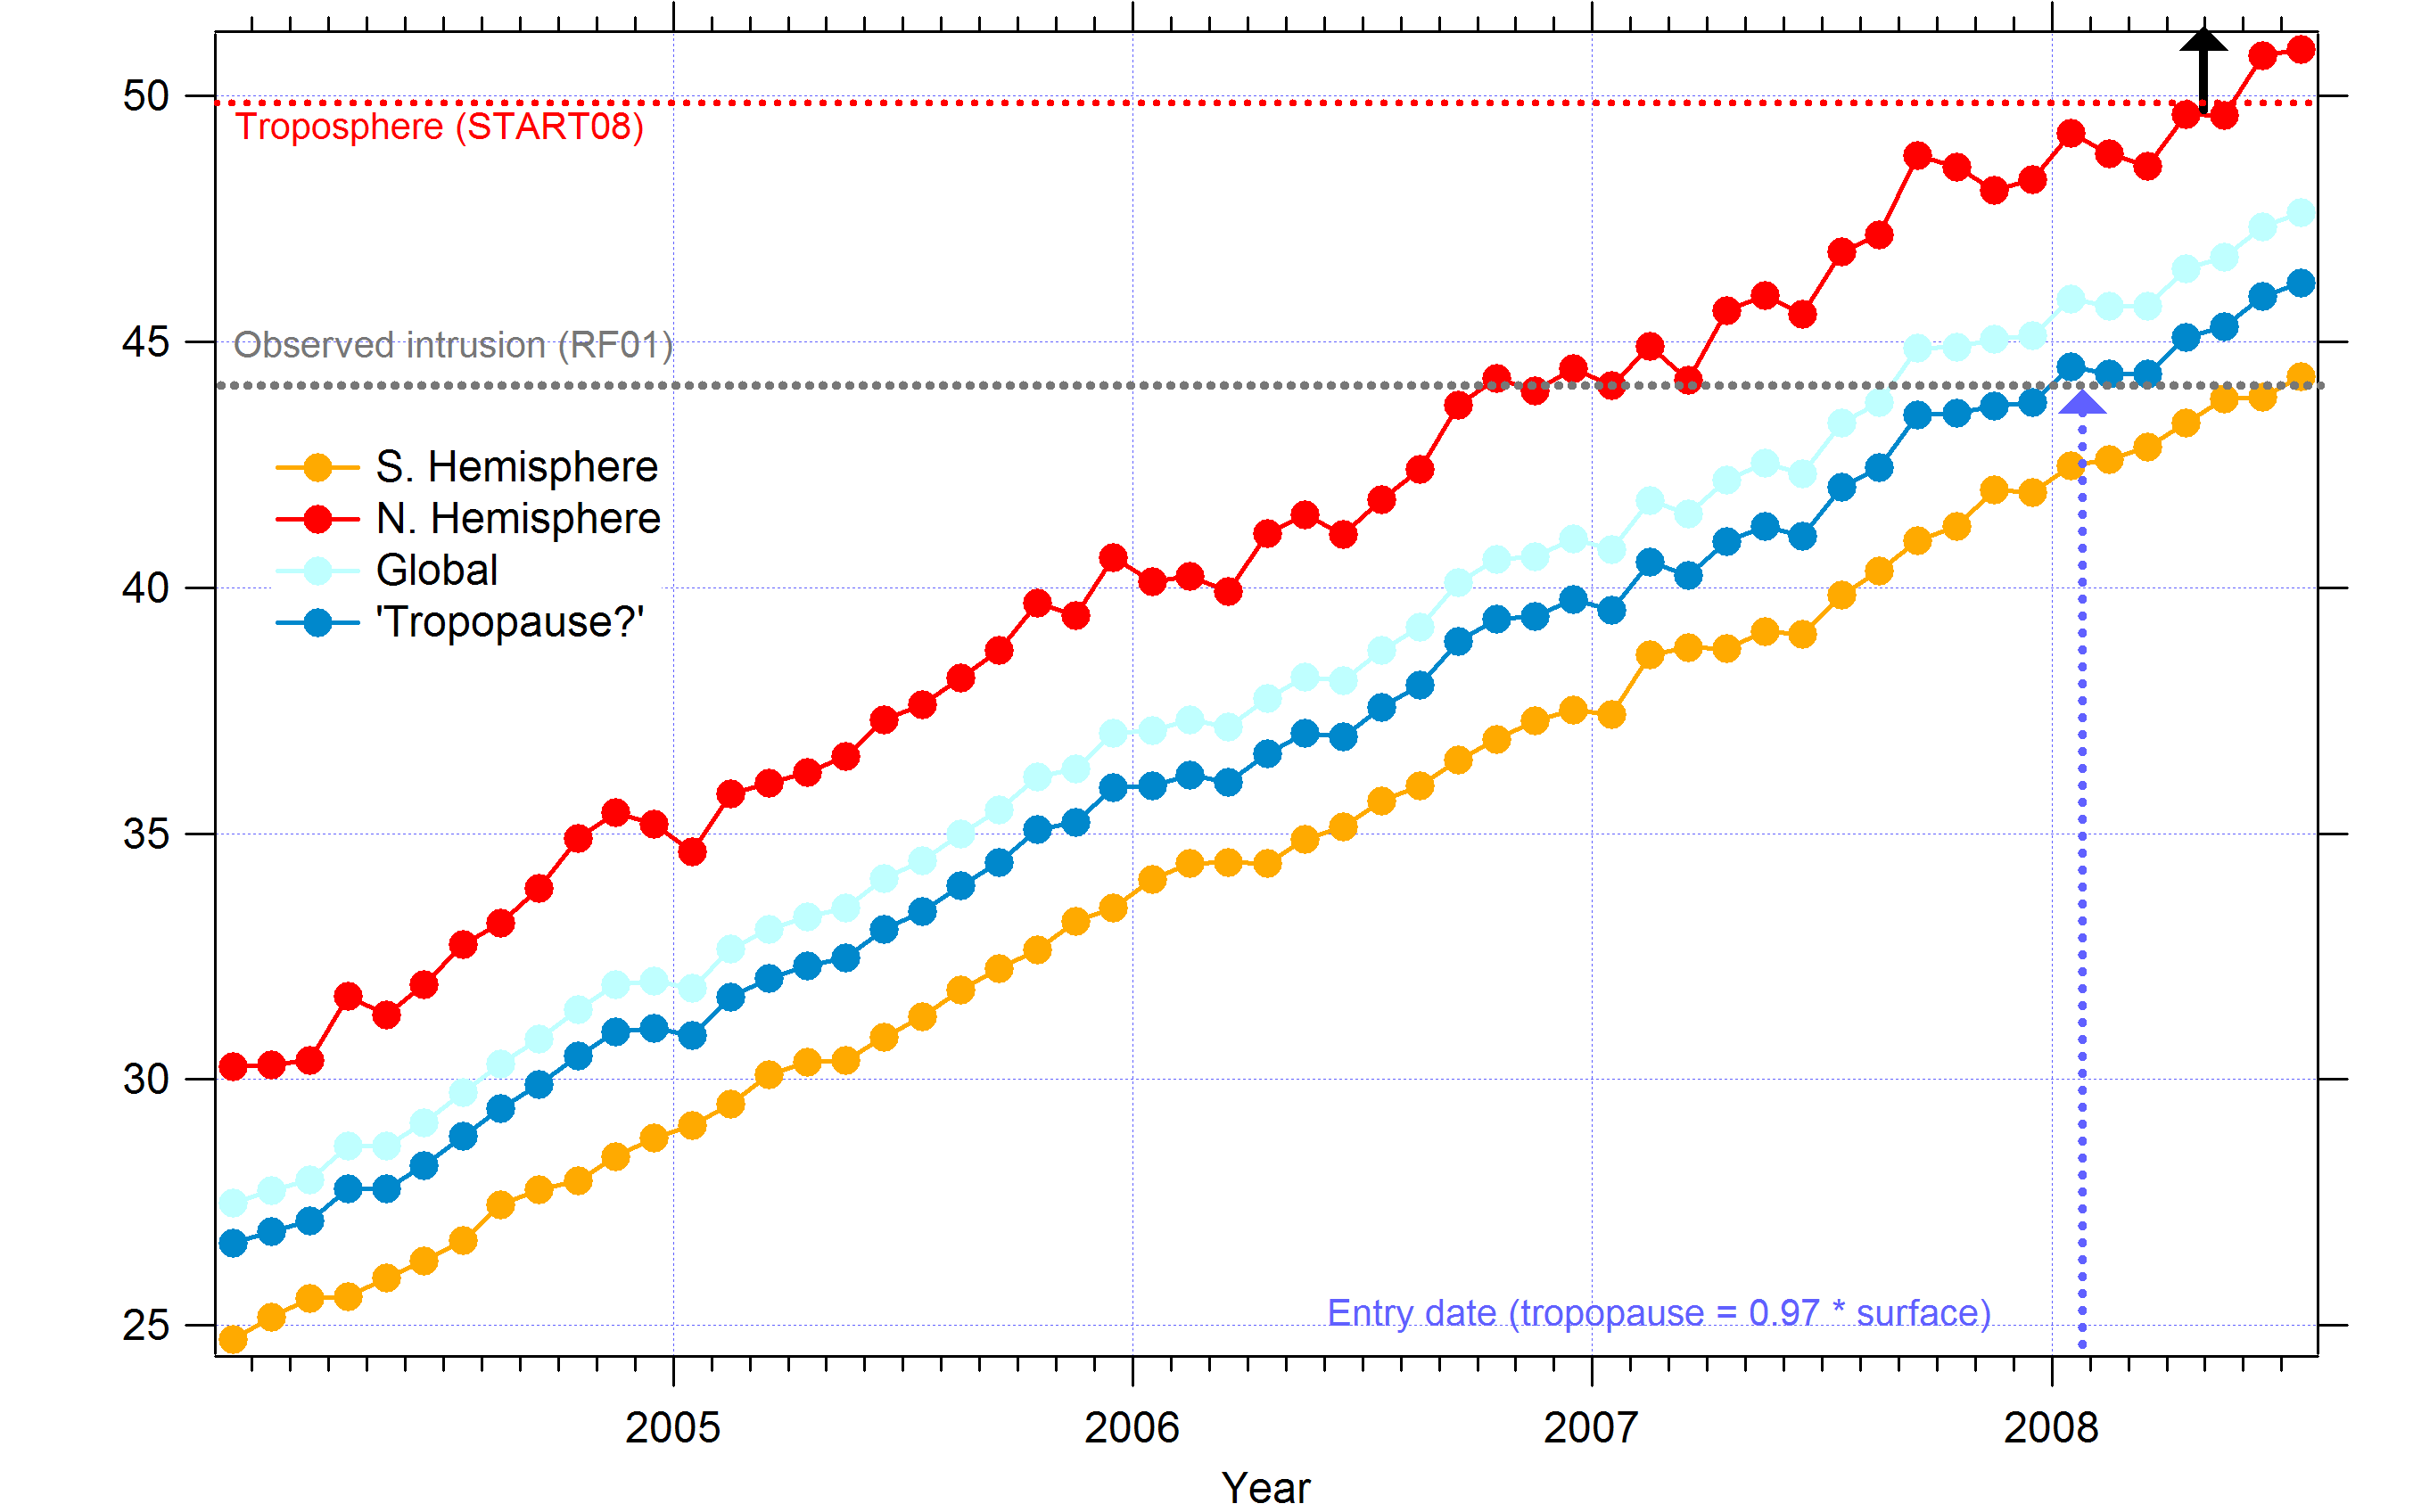 50
Troposphere (START08)
45
Observed intrusion (RF01)
S. Hemisphere
N. Hemisphere
40
Global
'Tropopause?'
35
30
25
Entry date (tropopause = 0.97 * surface)
2005
2006
2007
2008
Year